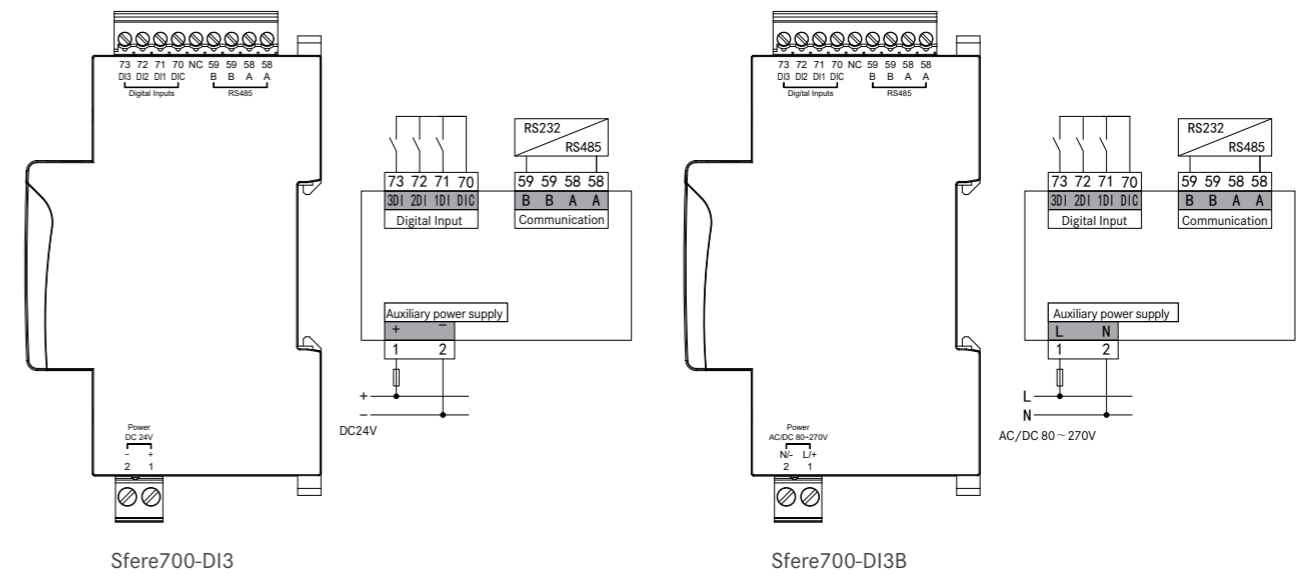 73 72 71 70 NC 59 59 58 58
DI3 DI2 DI1 DIC B B A A
Digital Inputs RS485
RS232
RS485
73 72 71 70
59 59 58 58
3DI 2DI 1DI DIC
B B A A
Digital Input
Communication
Auxiliary power supply
+ −
1 2
+
−
DC24V
Power
DC 24V
− +
2 1
Sfere700-DI3
73 72 71 70 NC 59 59 58 58
DI3 DI2 DI1 DIC B B A A
Digital Inputs RS485
RS232
RS485
73 72 71 70
59 59 58 58
3DI 2DI 1DI DIC
B B A A
Digital Input
Communication
Auxiliary power supply
L N
1 2
L
N
AC/DC 80～270V
Power
AC/DC 80~270V
N/- L/+
2 1
Sfere700-DI3B